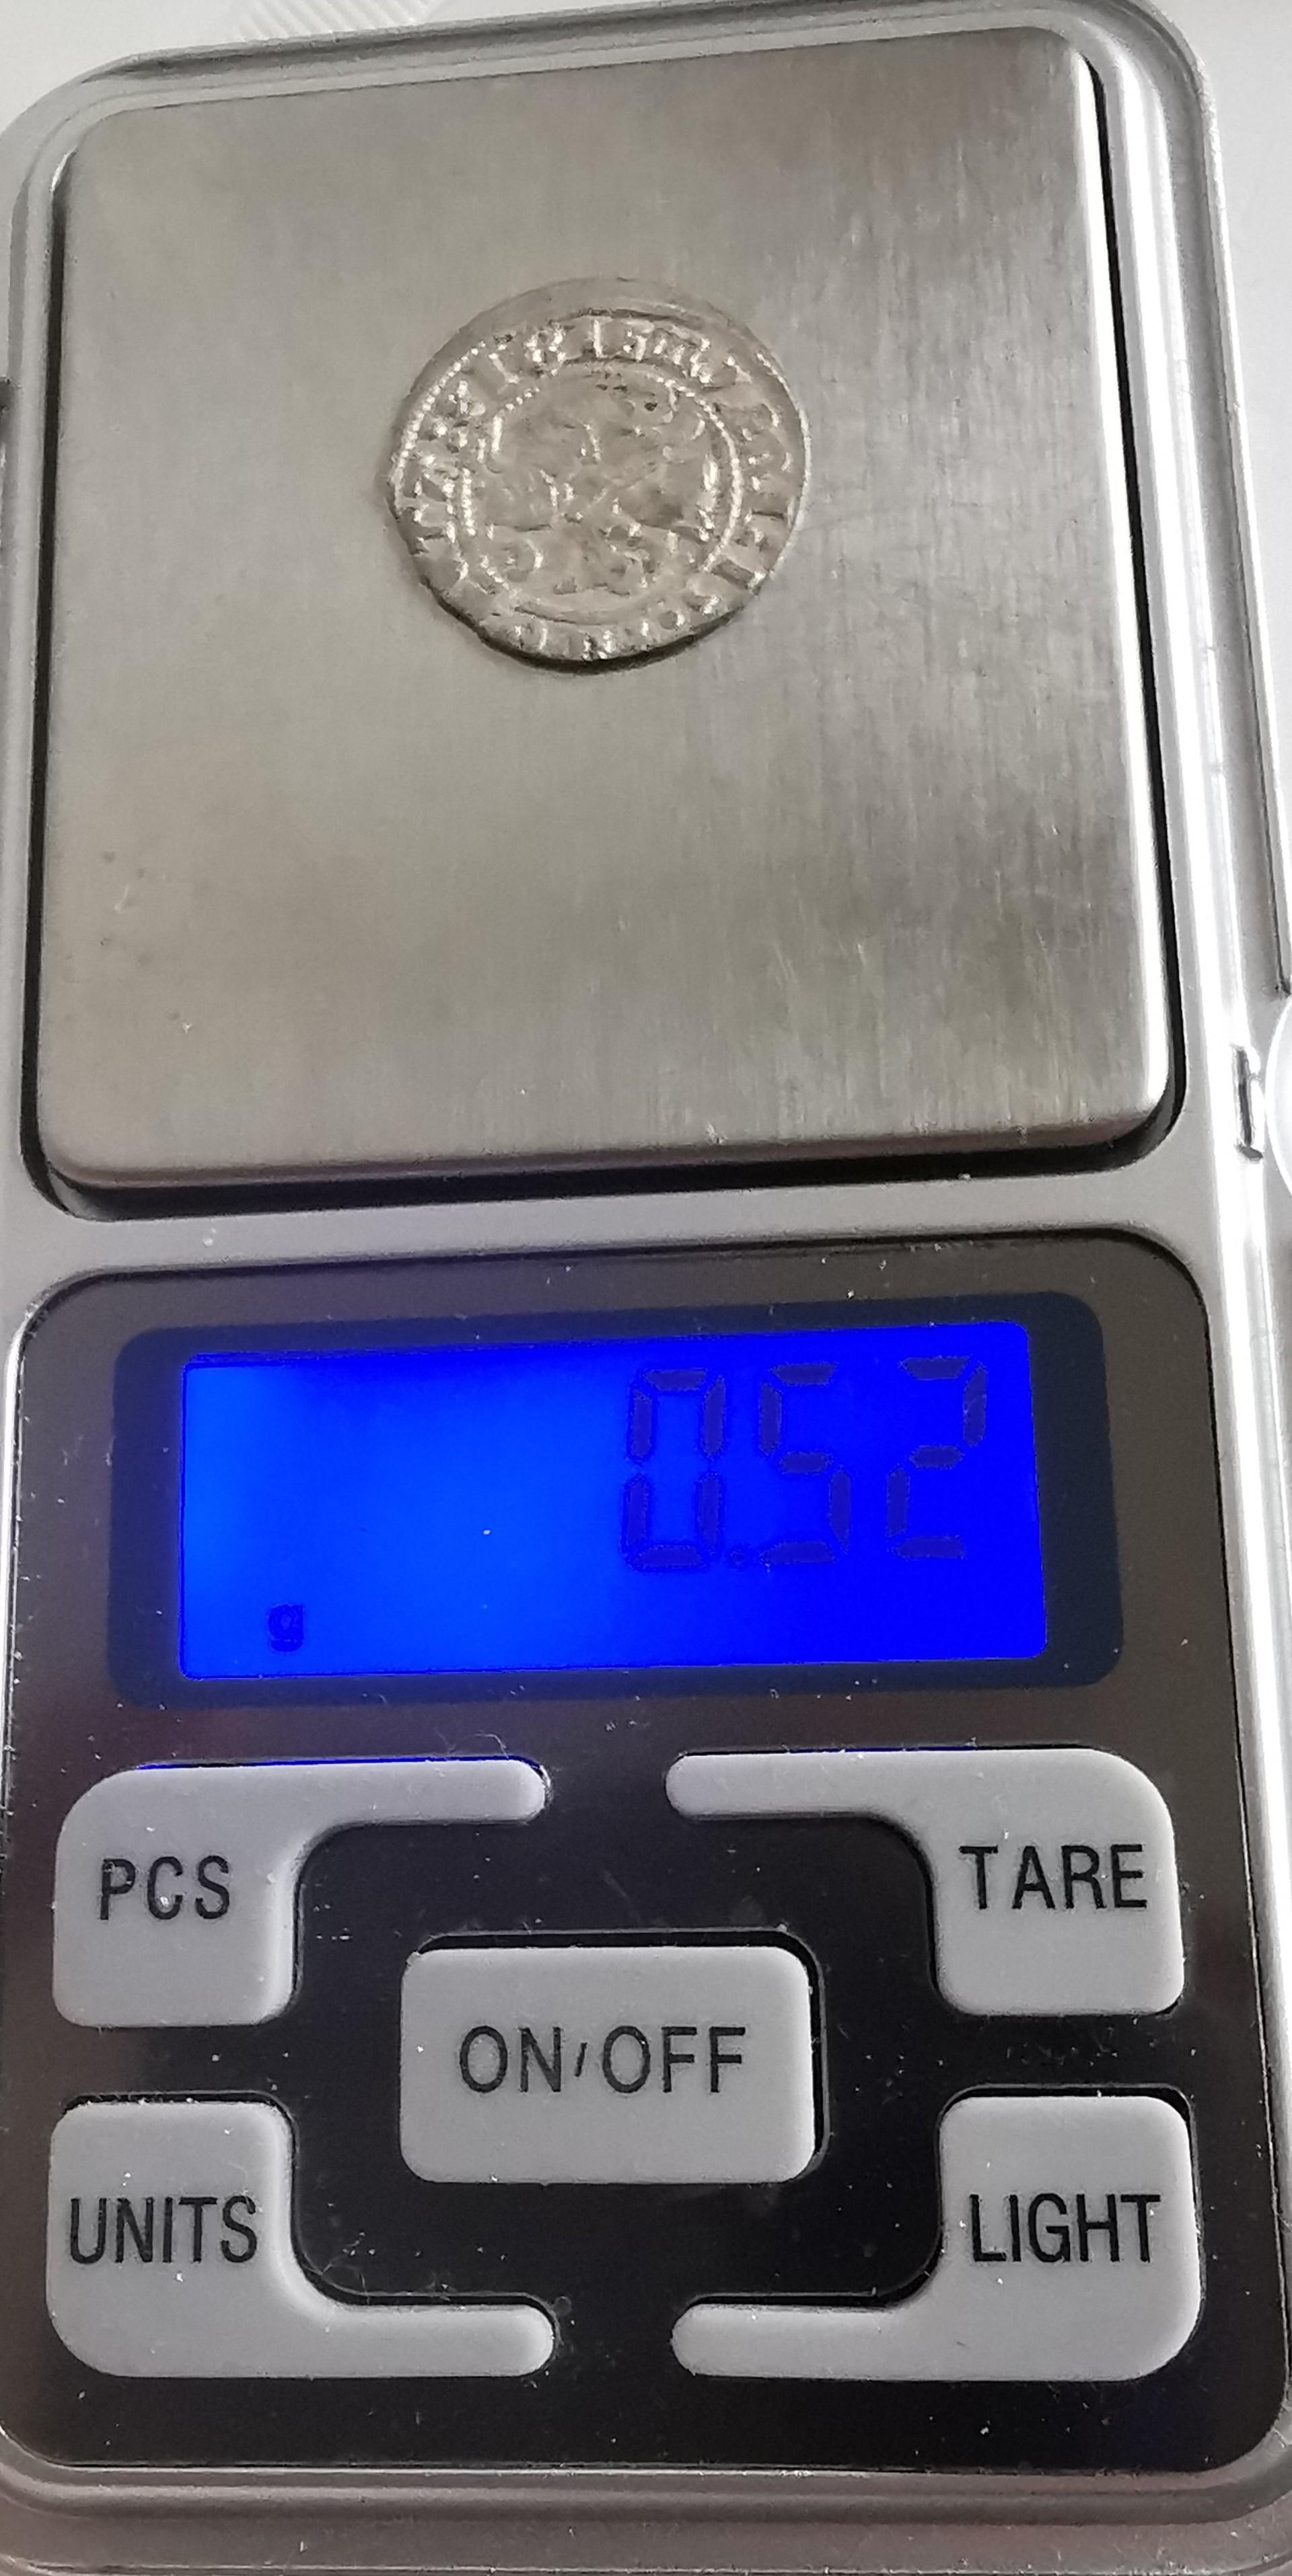 0.52
g
PCS
TARE
ON/OFF
UNITS
LIGHT